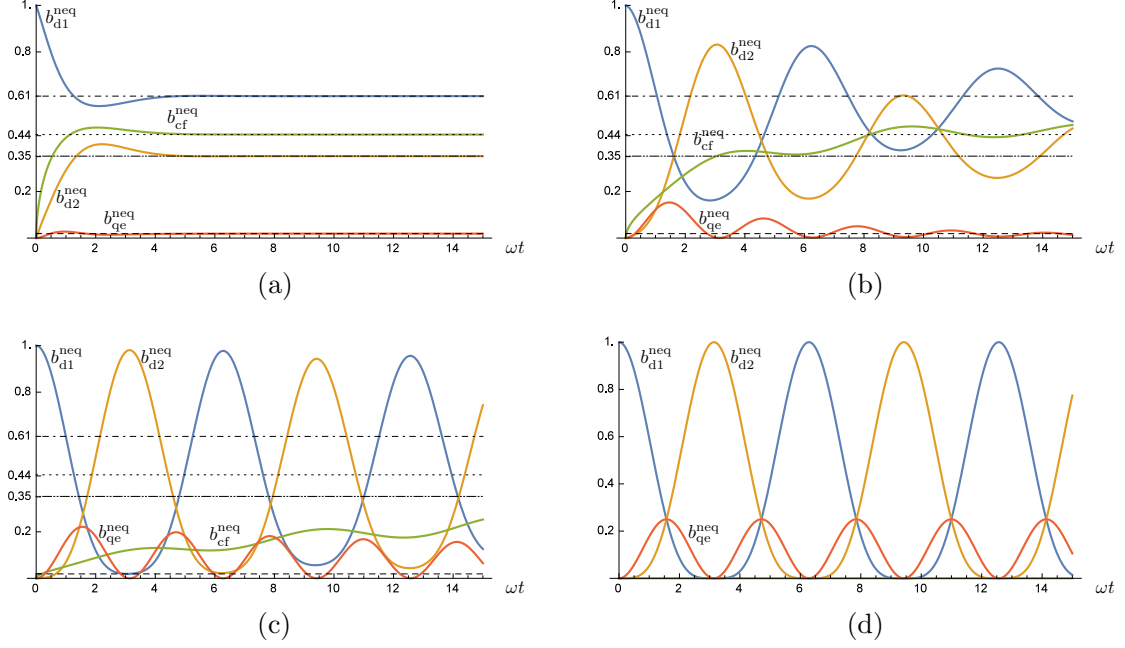 1.
0.8
0.61
0.44
0.35
0.2
0 2 4 6 8 10 12 14
ωt
b_d1^neq
b_cf^neq
b_d2^neq
b_qe^neq
(a)
1.
0.8
0.61
0.44
0.35
0.2
0 2 4 6 8 10 12 14
ωt
b_d1^neq
b_d2^neq
b_cf^neq
b_qe^neq
(b)
1.
0.8
0.61
0.44
0.35
0.2
0 2 4 6 8 10 12 14
ωt
b_d1^neq
b_d2^neq
b_qe^neq
b_cf^neq
(c)
1.
0.8
0.6
0.4
0.2
0 2 4 6 8 10 12 14
ωt
b_d1^neq
b_d2^neq
b_qe^neq
(d)